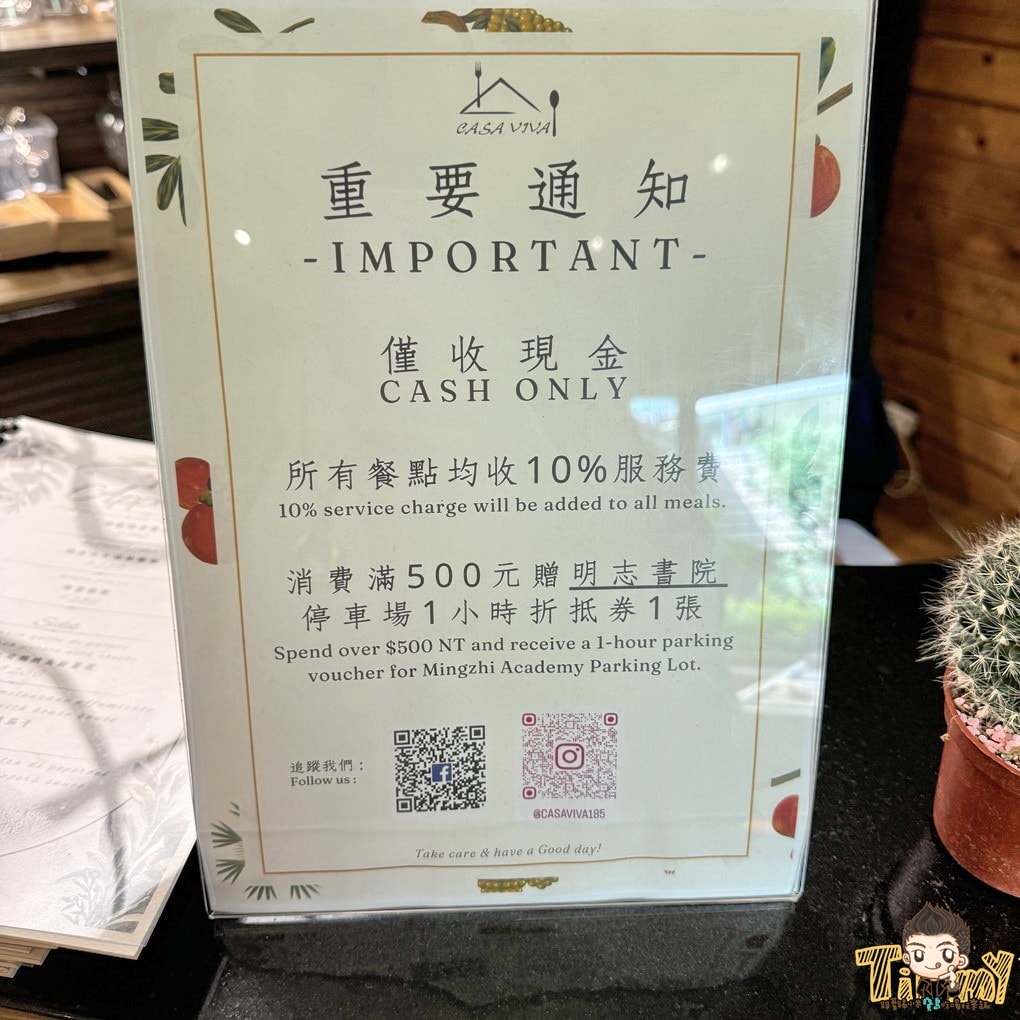 CASA VIVA
重要通知
-IMPORTANT-
僅收現金
CASH ONLY
所有餐點均收10%服務費
10% service charge will be added to all meals.
消費滿500元贈明志書院
停車場1小時折抵券1張
Spend over $500 NT and receive a 1-hour parking
voucher for Mingzhi Academy Parking Lot.
追蹤我們：
Follow us :
@CASAVIVA185
Take care & have a Good day!
Timmy